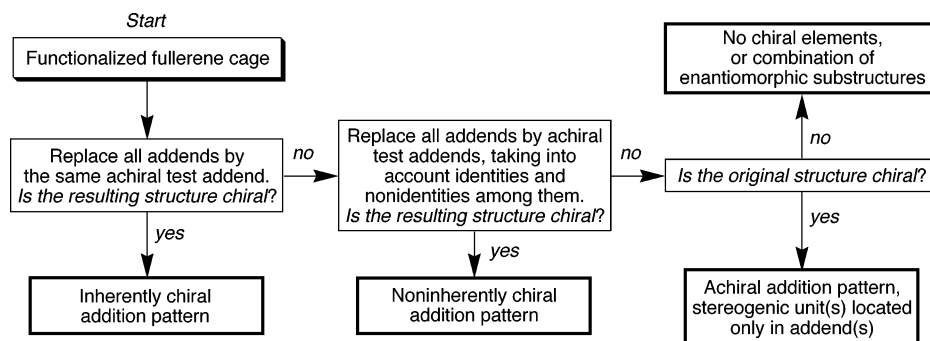 Start
Functionalized fullerene cage
Replace all addends by
the same achiral test addend.
Is the resulting structure chiral?
no
yes
Inherently chiral
addition pattern
Replace all addends by achiral
test addends, taking into
account identities and
nonidentities among them.
Is the resulting structure chiral?
no
yes
Noninherently chiral
addition pattern
No chiral elements,
or combination of
enantiomorphic substructures
no
Is the original structure chiral?
yes
Achiral addition pattern,
stereogenic unit(s) located
only in addend(s)